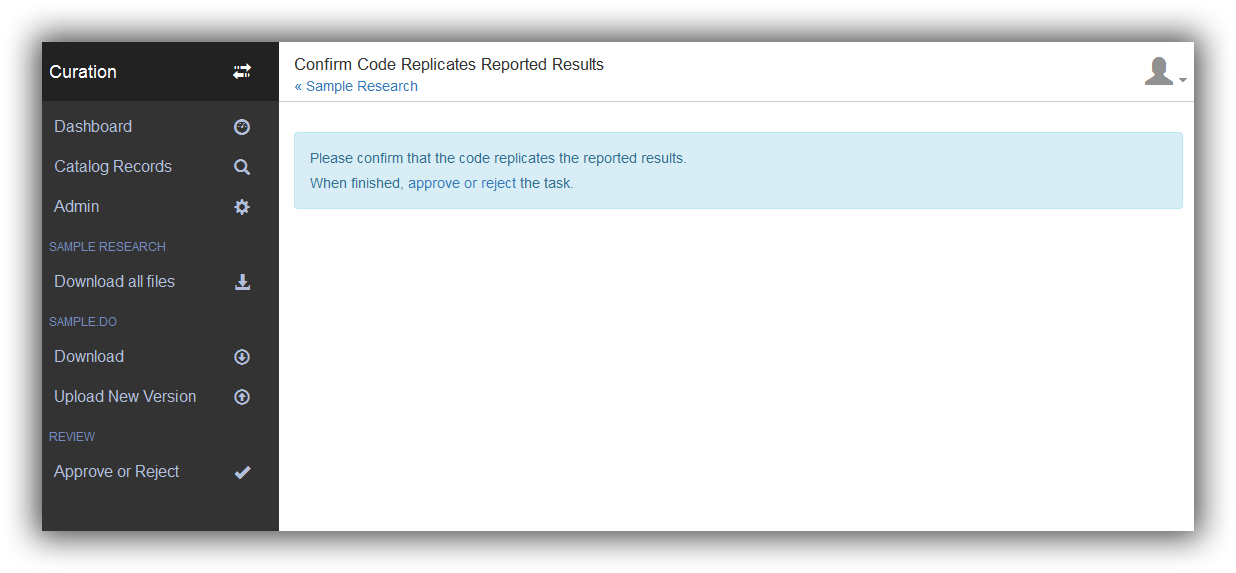 Curation
Dashboard
Catalog Records
Admin
SAMPLE RESEARCH
Download all files
SAMPLE.DO
Download
Upload New Version
REVIEW
Approve or Reject
Confirm Code Replicates Reported Results
« Sample Research
Please confirm that the code replicates the reported results.
When finished, approve or reject the task.